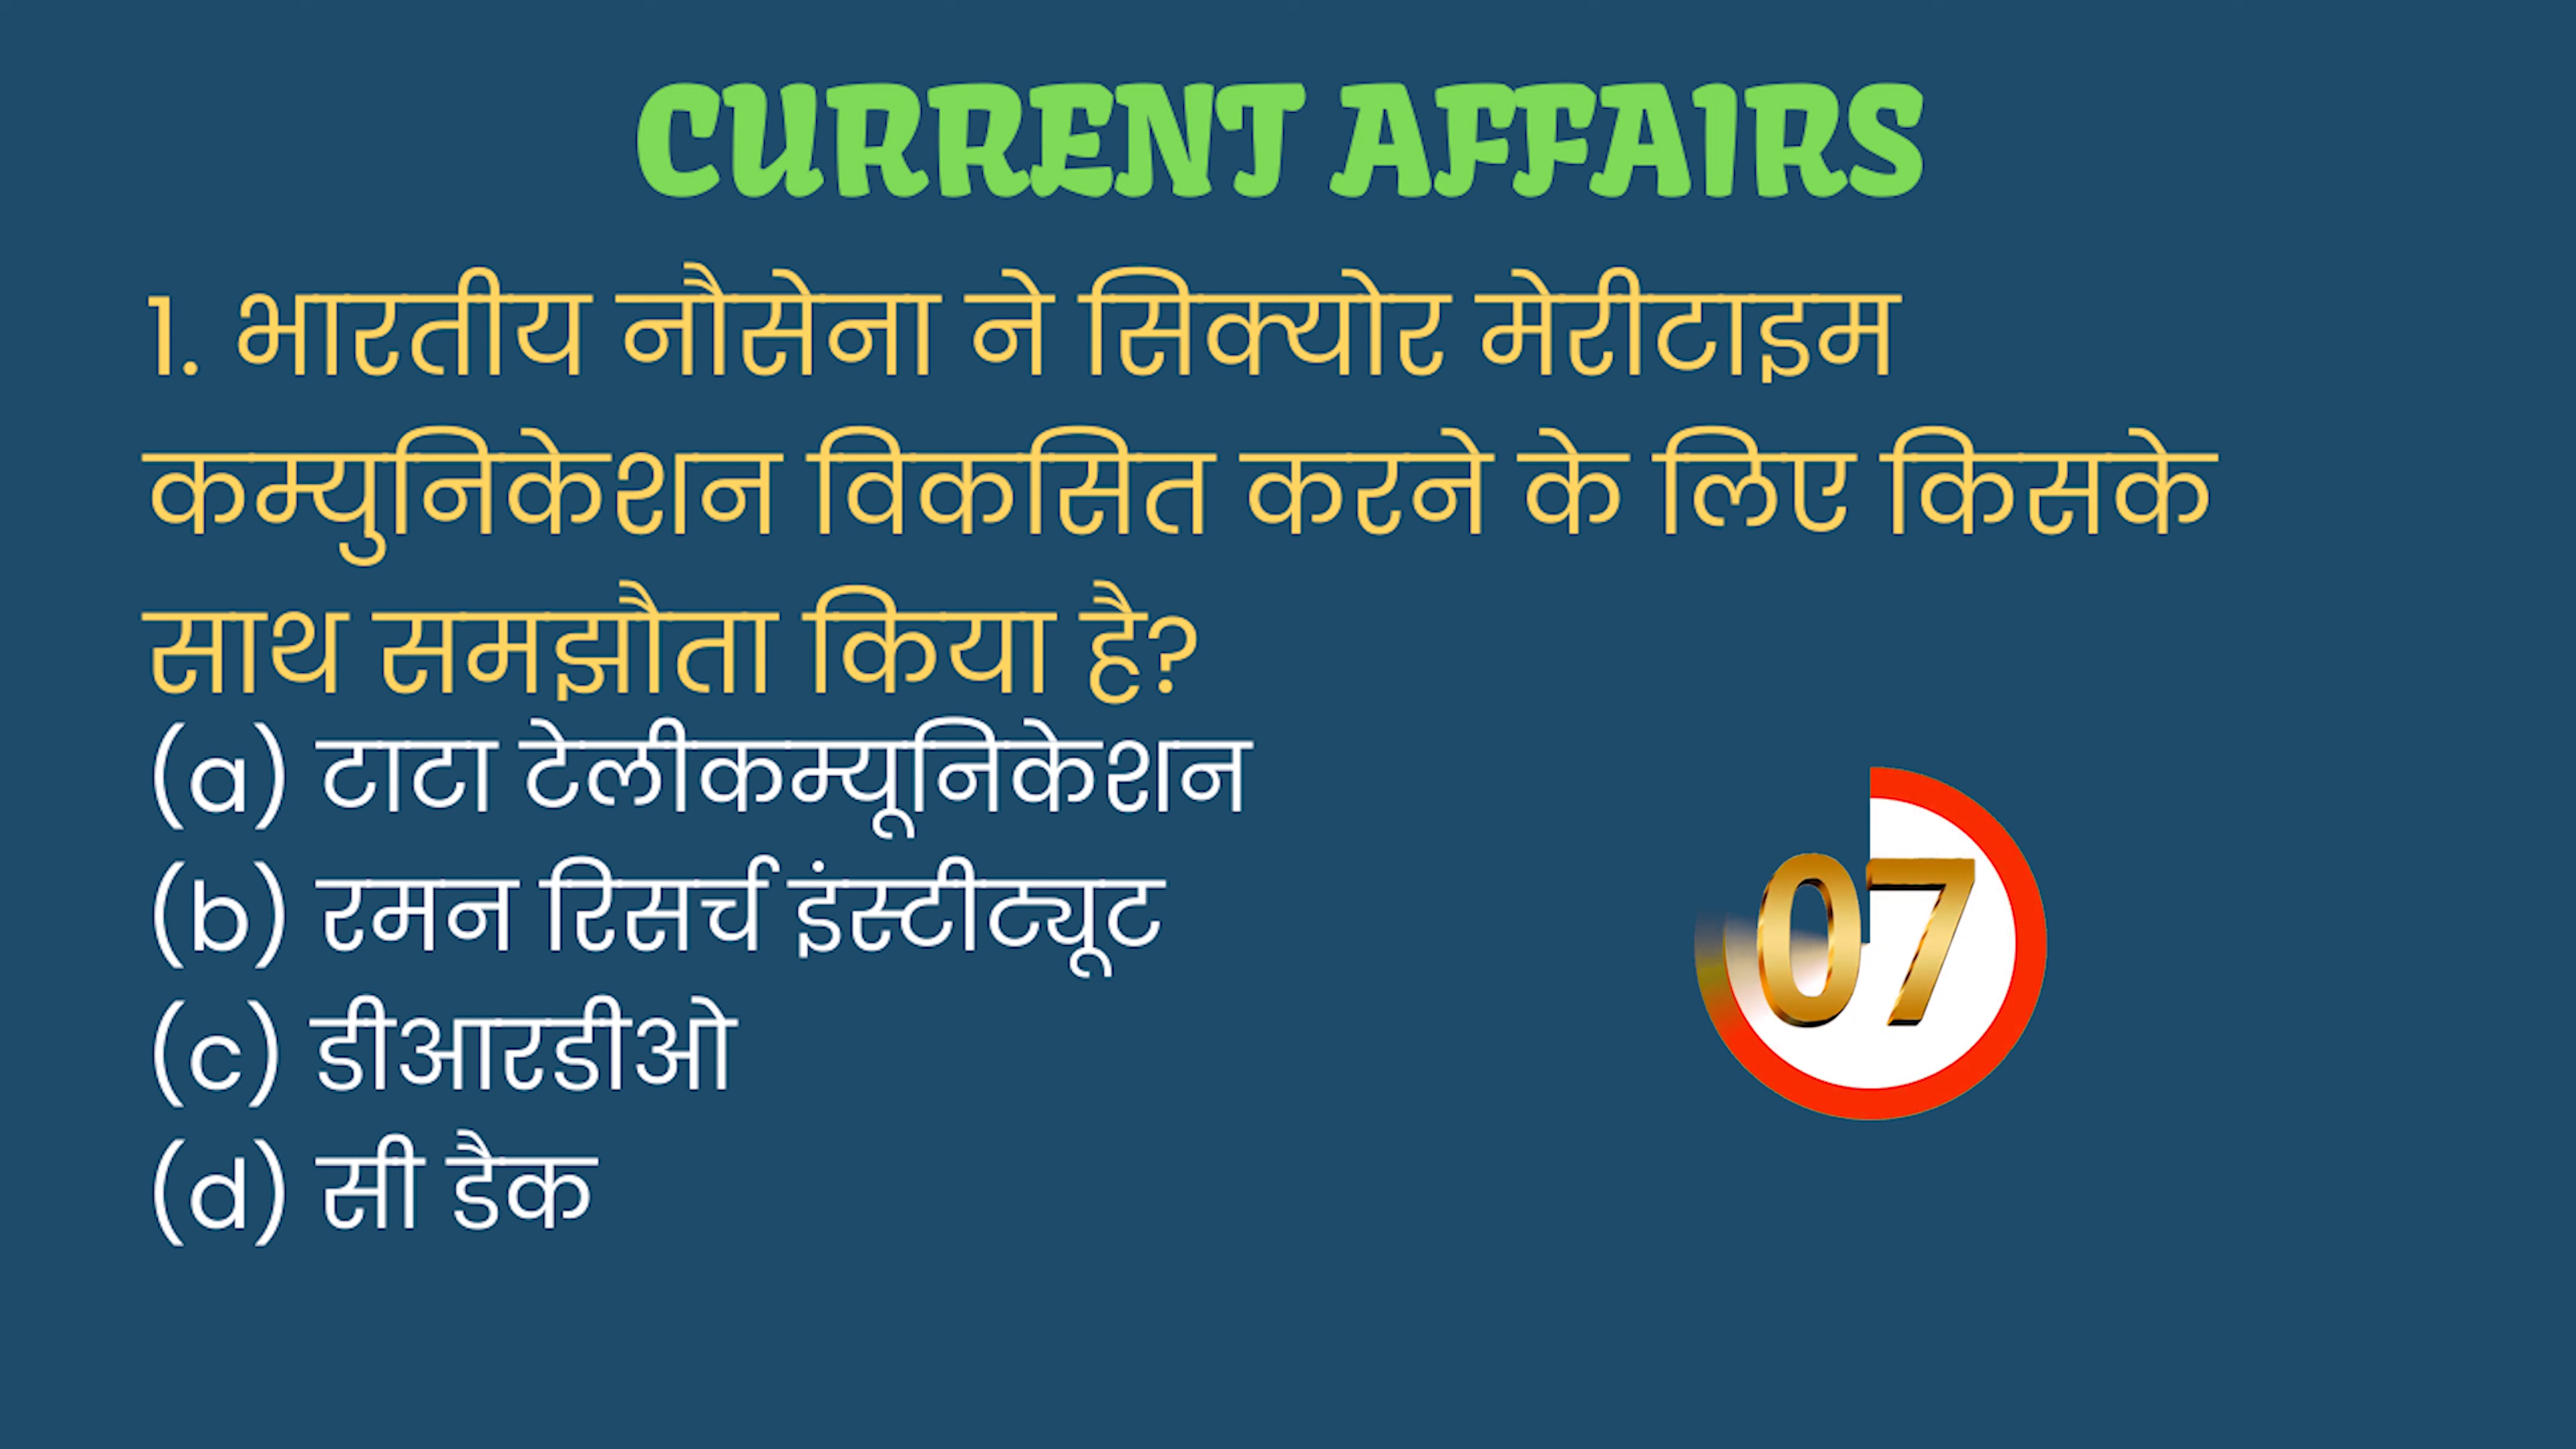 CURRENT AFFAIRS
1. भारतीय नौसेना ने सिक्योर मेरीटाइम
कम्युनिकेशन विकसित करने के लिए किसके
साथ समझौता किया है?
(a) टाटा टेलीकम्यूनिकेशन
(b) रमन रिसर्च इंस्टीट्यूट
07
(c) डीआरडीओ
(d) सी डैक